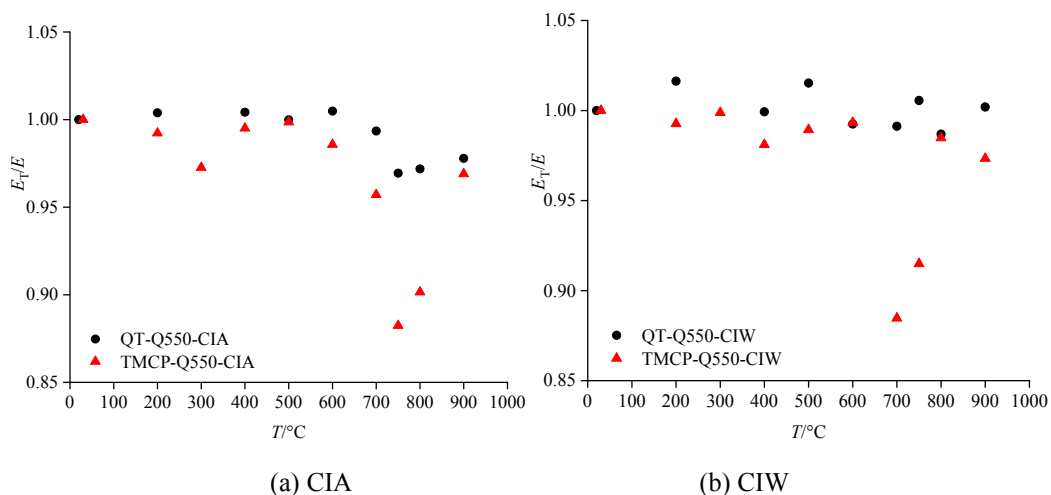 1.05
1.00
0.95
0.90
0.85
E_T/E
QT-Q550-CIA
TMCP-Q550-CIA
0 100 200 300 400 500 600 700 800 900 1000
T/°C
(a) CIA
1.05
1.00
0.95
0.90
0.85
E_T/E
QT-Q550-CIW
TMCP-Q550-CIW
0 100 200 300 400 500 600 700 800 900 1000
T/°C
(b) CIW